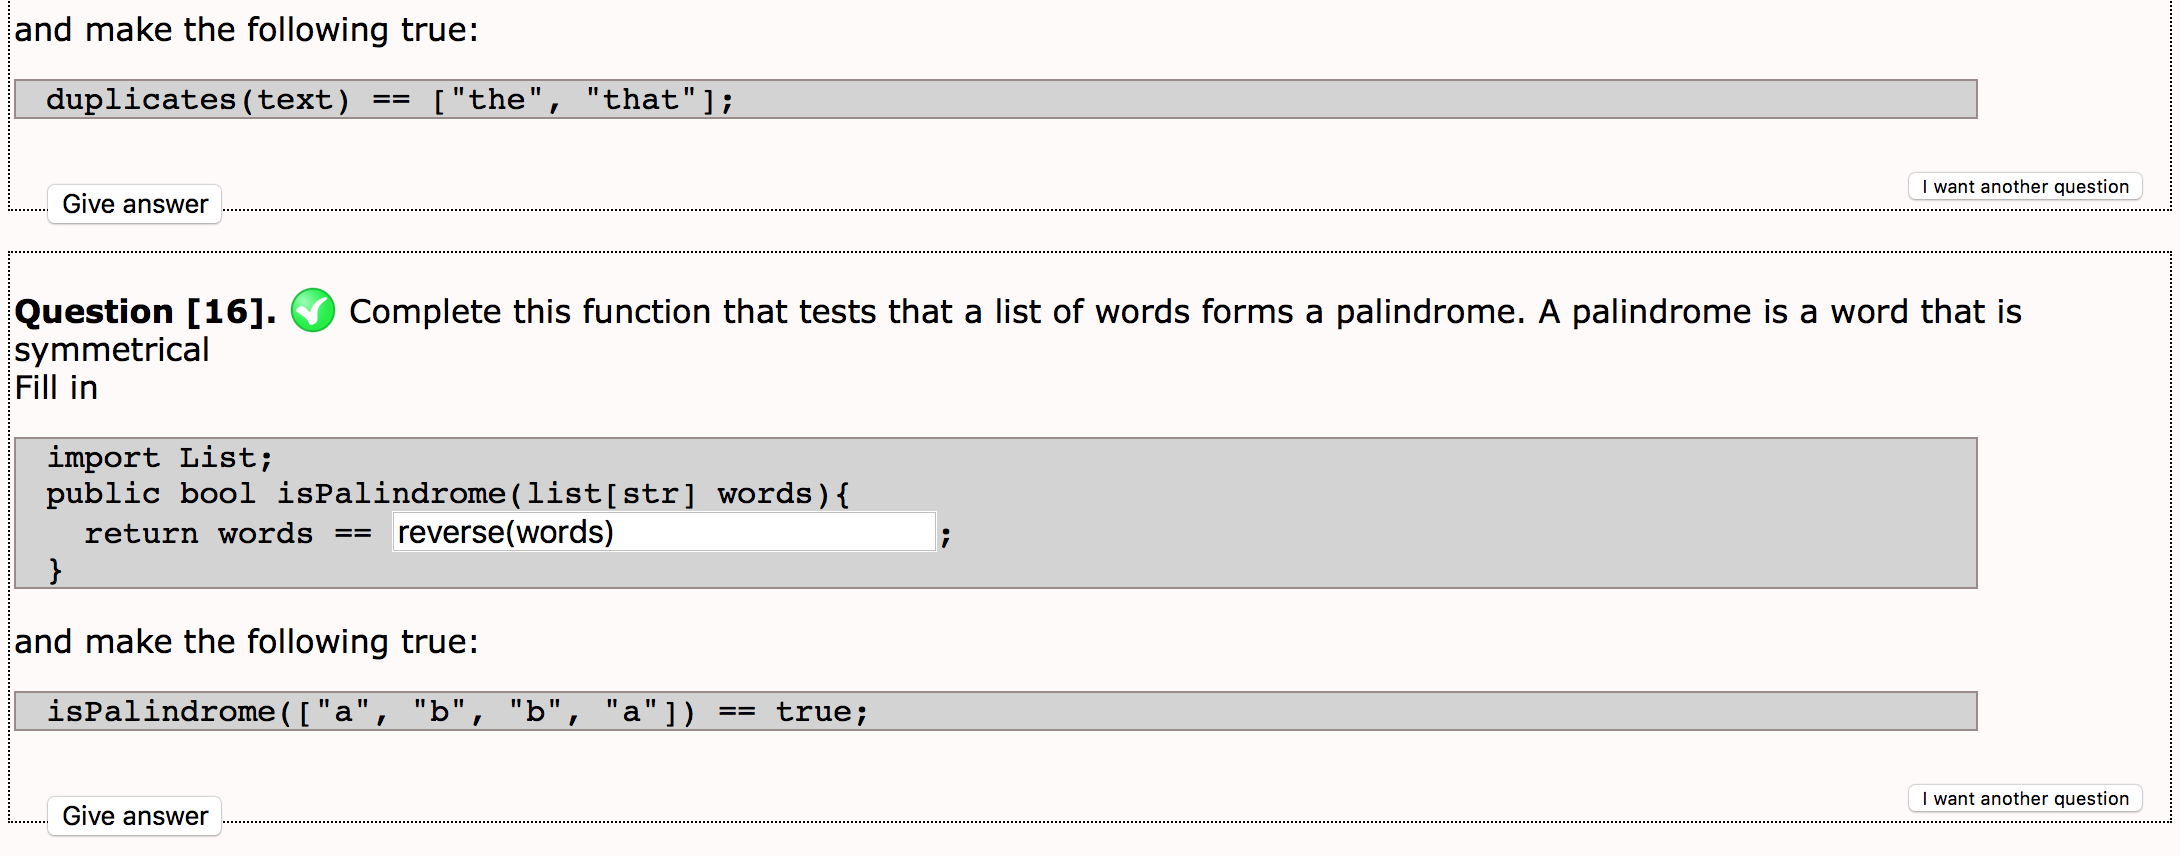 and make the following true:
duplicates(text) == ["the", "that"];
I want another question
Give answer
Question [16]. Complete this function that tests that a list of words forms a palindrome. A palindrome is a word that is
symmetrical
Fill in
import List;
public bool isPalindrome(list[str] words){
return words == reverse(words) ;
}
and make the following true:
isPalindrome(["a", "b", "b", "a"]) == true;
I want another question
Give answer